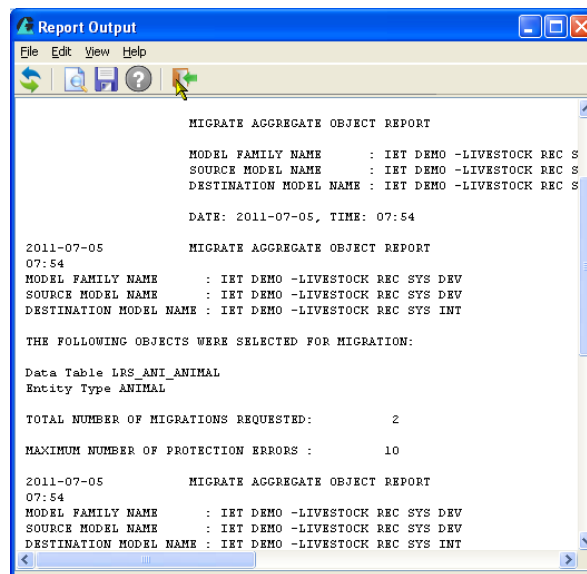 Report Output
File Edit View Help
MIGRATE AGGREGATE OBJECT REPORT
MODEL FAMILY NAME : IET DEMO -LIVESTOCK REC S
SOURCE MODEL NAME : IET DEMO -LIVESTOCK REC S
DESTINATION MODEL NAME : IET DEMO -LIVESTOCK REC S
DATE: 2011-07-05, TIME: 07:54
2011-07-05 MIGRATE AGGREGATE OBJECT REPORT
07:54
MODEL FAMILY NAME : IET DEMO -LIVESTOCK REC SYS DEV
SOURCE MODEL NAME : IET DEMO -LIVESTOCK REC SYS DEV
DESTINATION MODEL NAME : IET DEMO -LIVESTOCK REC SYS INT
THE FOLLOWING OBJECTS WERE SELECTED FOR MIGRATION:
Data Table LRS_ANI_ANIMAL
Entity Type ANIMAL
TOTAL NUMBER OF MIGRATIONS REQUESTED: 2
MAXIMUM NUMBER OF PROTECTION ERRORS : 10
2011-07-05 MIGRATE AGGREGATE OBJECT REPORT
07:54
MODEL FAMILY NAME : IET DEMO -LIVESTOCK REC SYS DEV
SOURCE MODEL NAME : IET DEMO -LIVESTOCK REC SYS DEV
DESTINATION MODEL NAME : IET DEMO -LIVESTOCK REC SYS INT